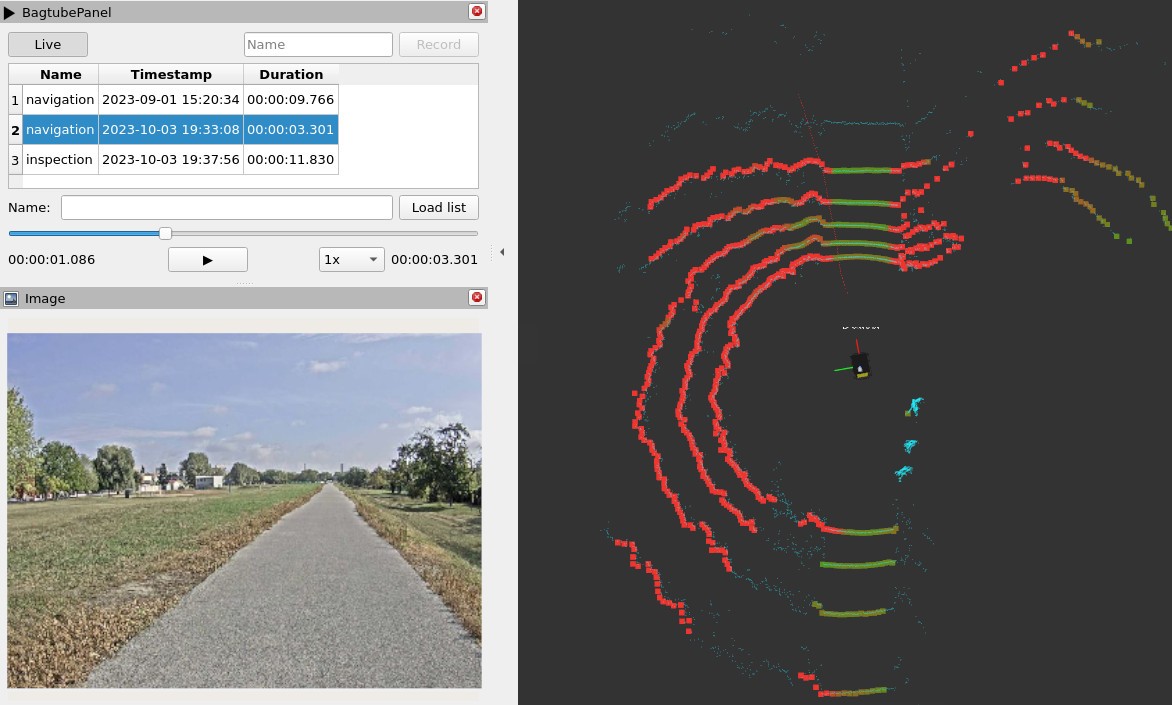 BagtubePanel
Live
Name
Record
Name Timestamp Duration
1 navigation 2023-09-01 15:20:34 00:00:09.766
2 navigation 2023-10-03 19:33:08 00:00:03.301
3 inspection 2023-10-03 19:37:56 00:00:11.830
Name:
Load list
00:00:01.086
1x
00:00:03.301
Image